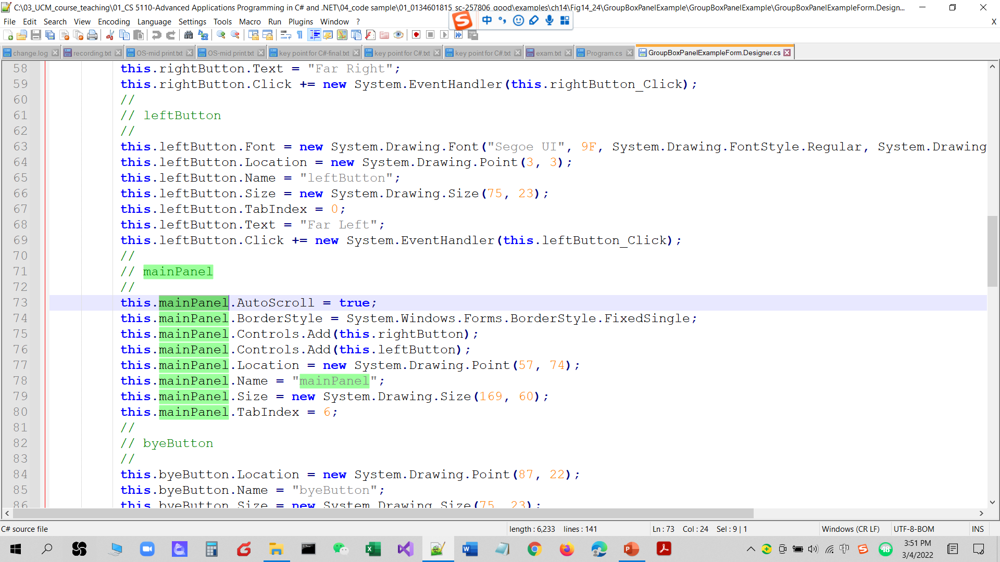 C:\03_UCM_course_teaching\01_CS 5110-Advanced Applications Programming in C# and .NET\04_code sample\01_0134601815_sc-257806_good\examples\ch14\Fig14_24\GroupBoxPanelExample\GroupBoxPanelExample\GroupBoxPanelExampleForm.Design...
File Edit Search View Encoding Language Settings Tools Macro Run Plugins Window ? 中 X
change.log recording.txt OS-mid print.txt OS-mid print.txt key point for C#-final.txt key point for C#.txt key point for C#.txt exam.txt Program.cs GroupBoxPanelExampleForm.Designer.cs
58 this.rightButton.Text = "Far Right";
59 this.rightButton.Click += new System.EventHandler(this.rightButton_Click);
60 //
61 // leftButton
62 //
63 this.leftButton.Font = new System.Drawing.Font("Segoe UI", 9F, System.Drawing.FontStyle.Regular, System.Drawing
64 this.leftButton.Location = new System.Drawing.Point(3, 3);
65 this.leftButton.Name = "leftButton";
66 this.leftButton.Size = new System.Drawing.Size(75, 23);
67 this.leftButton.TabIndex = 0;
68 this.leftButton.Text = "Far Left";
69 this.leftButton.Click += new System.EventHandler(this.leftButton_Click);
70 //
71 // mainPanel
72 //
73 this.mainPanel.AutoScroll = true;
74 this.mainPanel.BorderStyle = System.Windows.Forms.BorderStyle.FixedSingle;
75 this.mainPanel.Controls.Add(this.rightButton);
76 this.mainPanel.Controls.Add(this.leftButton);
77 this.mainPanel.Location = new System.Drawing.Point(57, 74);
78 this.mainPanel.Name = "mainPanel";
79 this.mainPanel.Size = new System.Drawing.Size(169, 60);
80 this.mainPanel.TabIndex = 6;
81 //
82 // byeButton
83 //
84 this.byeButton.Location = new System.Drawing.Point(87, 22);
85 this.byeButton.Name = "byeButton";
86 this.byeButton.Size = new System.Drawing.Size(75, 23);
C# source file length : 6,233 lines : 141 Ln : 73 Col : 24 Sel : 9 | 1 Windows (CR LF) UTF-8-BOM INS
中 48 3:51 PM
3/4/2022